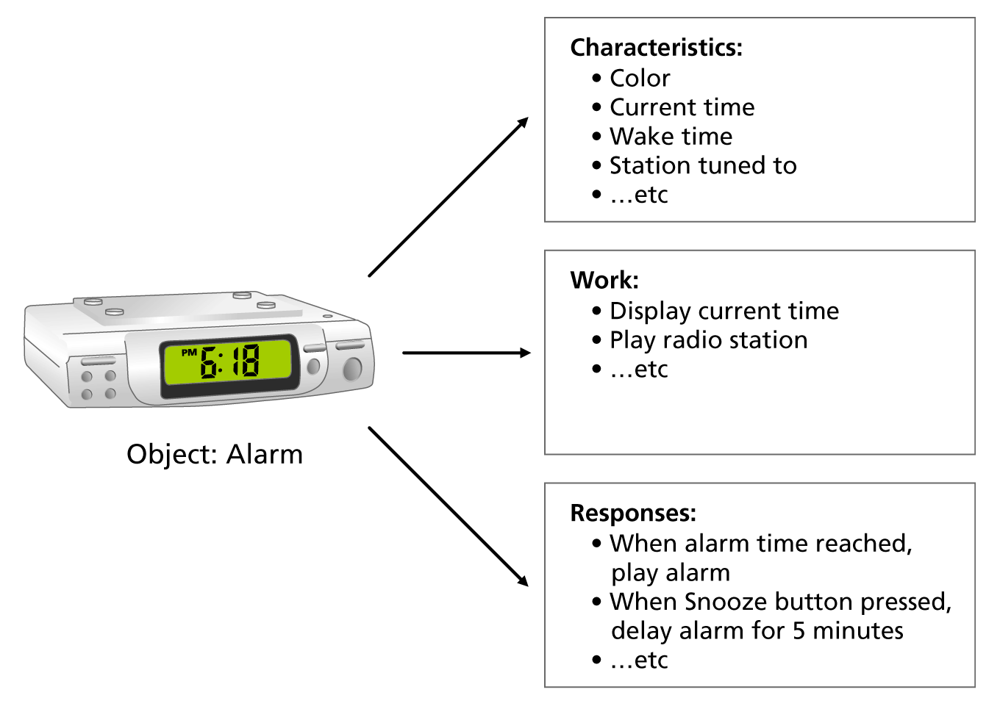 Characteristics:
• Color
• Current time
• Wake time
• Station tuned to
• ...etc
Work:
• Display current time
• Play radio station
• ...etc
PM 6:18
Object: Alarm
Responses:
• When alarm time reached,
play alarm
• When Snooze button pressed,
delay alarm for 5 minutes
• ...etc